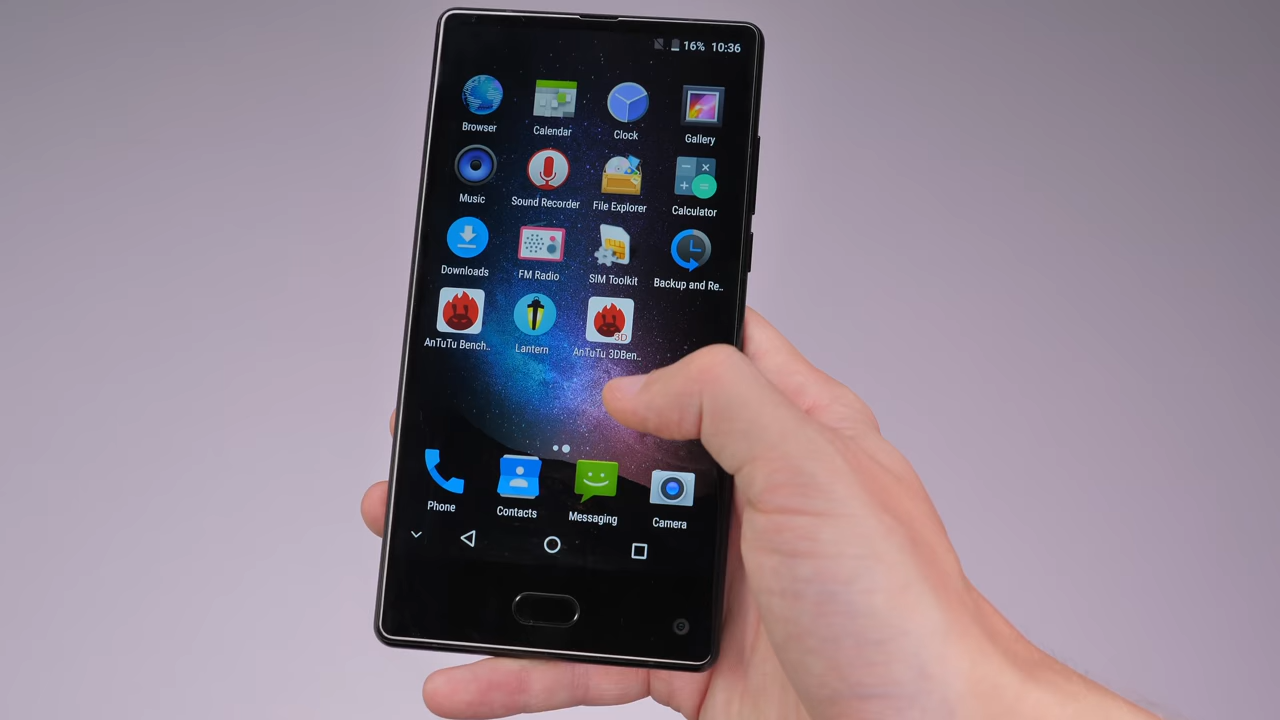 16% 10:36
Browser Calendar Clock Gallery
Music Sound Recorder File Explorer Calculator
Downloads FM Radio SIM Toolkit Backup and Re..
3D
AnTuTu Bench.. Lantern AnTuTu 3DBen..
Phone Contacts Messaging Camera